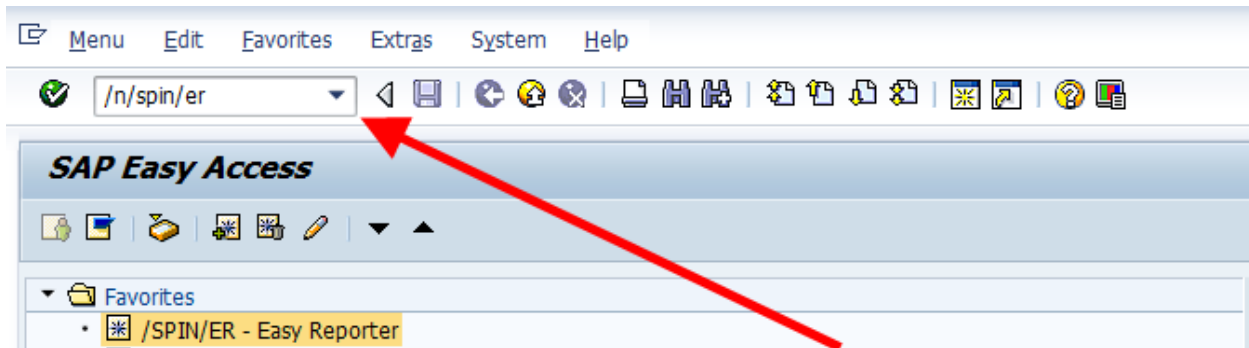 Menu Edit Favorites Extras System Help
/n/spin/er
SAP Easy Access
Favorites
/SPIN/ER - Easy Reporter